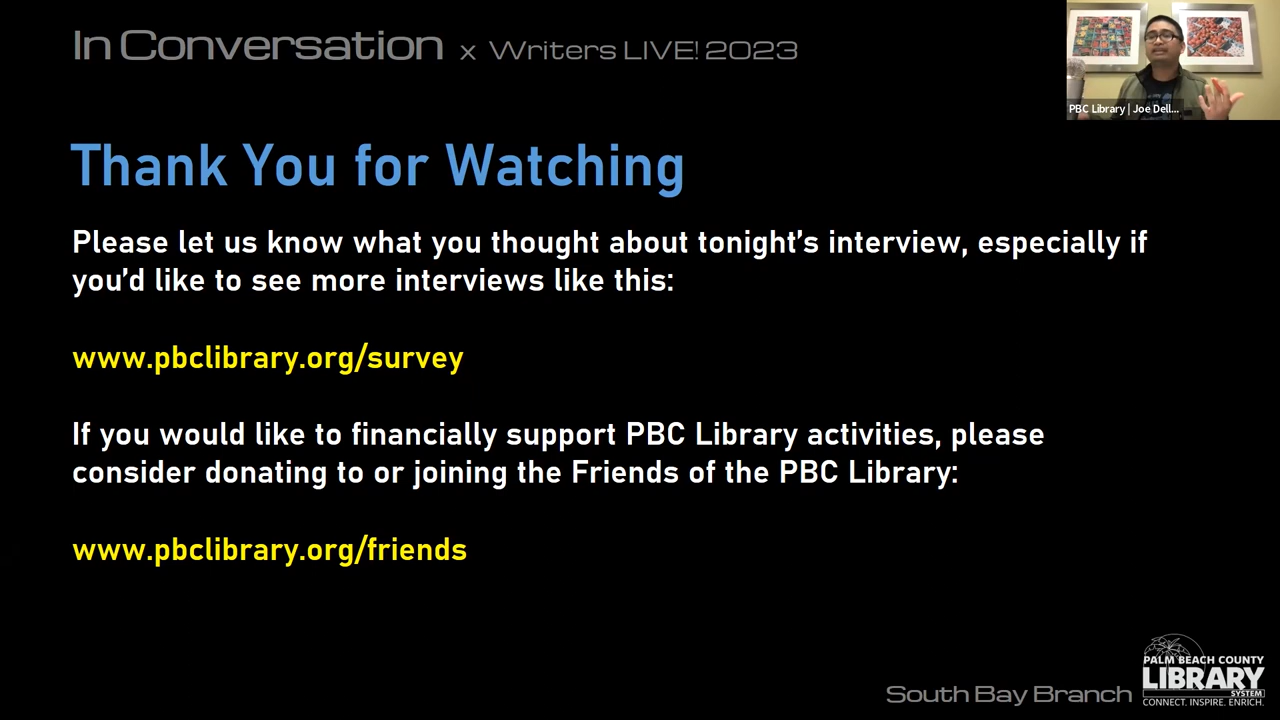 In Conversation x Writers LIVE! 2023
PBC Library | Joe Dell...
Thank You for Watching
Please let us know what you thought about tonight's interview, especially if
you'd like to see more interviews like this:
www.pbclibrary.org/survey
If you would like to financially support PBC Library activities, please
consider donating to or joining the Friends of the PBC Library:
www.pbclibrary.org/friends
South Bay Branch
PALM BEACH COUNTY
LIBRARY
SYSTEM
CONNECT. INSPIRE. ENRICH.